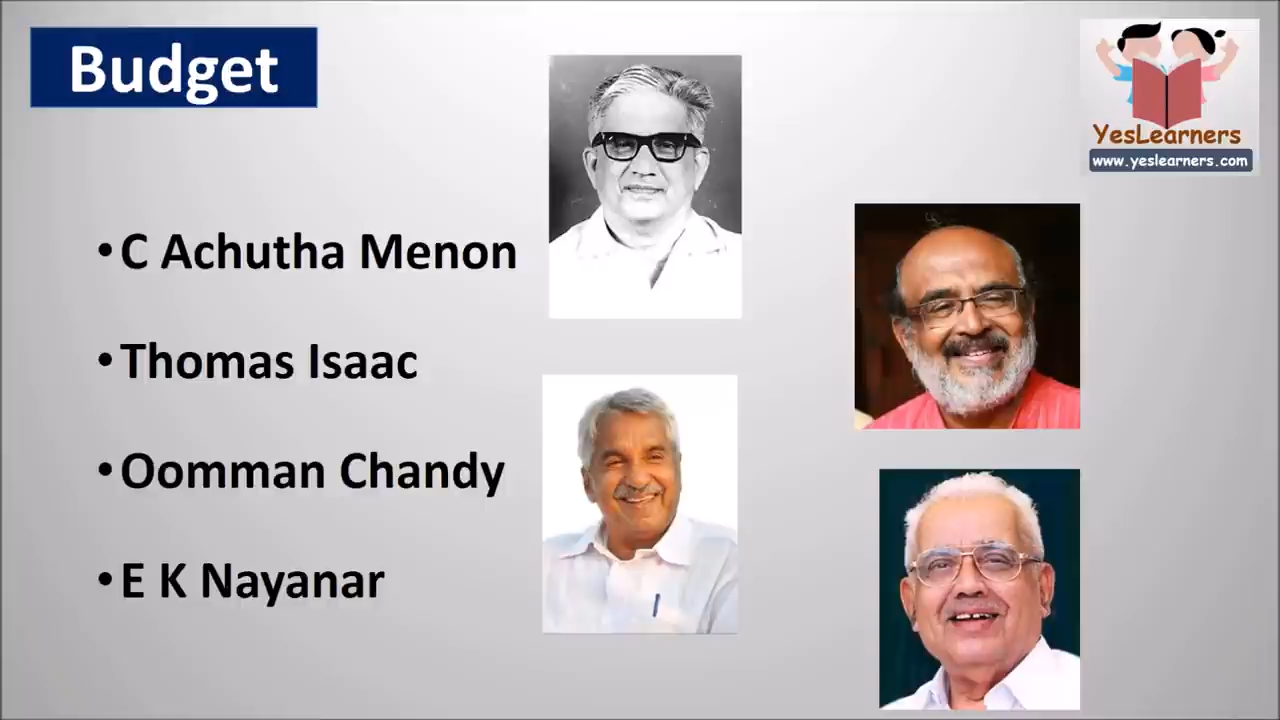 Budget
YesLearners
www.yeslearners.com
• C Achutha Menon
• Thomas Isaac
• Oomman Chandy
• E K Nayanar